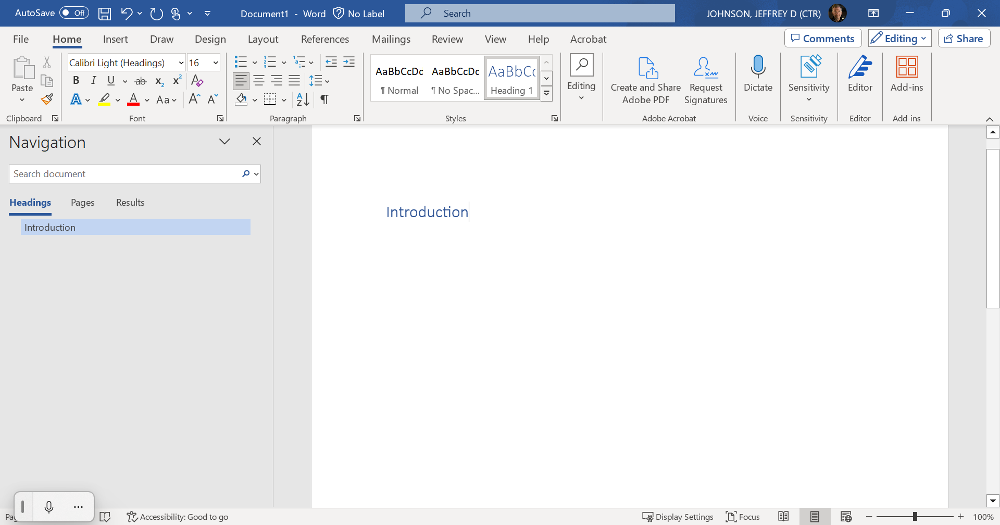 AutoSave Off Document1 - Word No Label Search JOHNSON, JEFFREY D (CTR)
File Home Insert Draw Design Layout References Mailings Review View Help Acrobat Comments Editing Share
Paste
Clipboard
Calibri Light (Headings) 16
B I U ab x2 x2
A A Aa A A
Font
Paragraph
AaBbCcDc AaBbCcDc AaBbCc
¶ Normal ¶ No Spac... Heading 1
Styles
Editing
Create and Share Adobe PDF
Request Signatures
Adobe Acrobat
Dictate
Voice
Sensitivity
Sensitivity
Editor
Editor
Add-ins
Add-ins
Navigation
Search document
Headings Pages Results
Introduction
Introduction
Accessibility: Good to go Display Settings Focus 100%